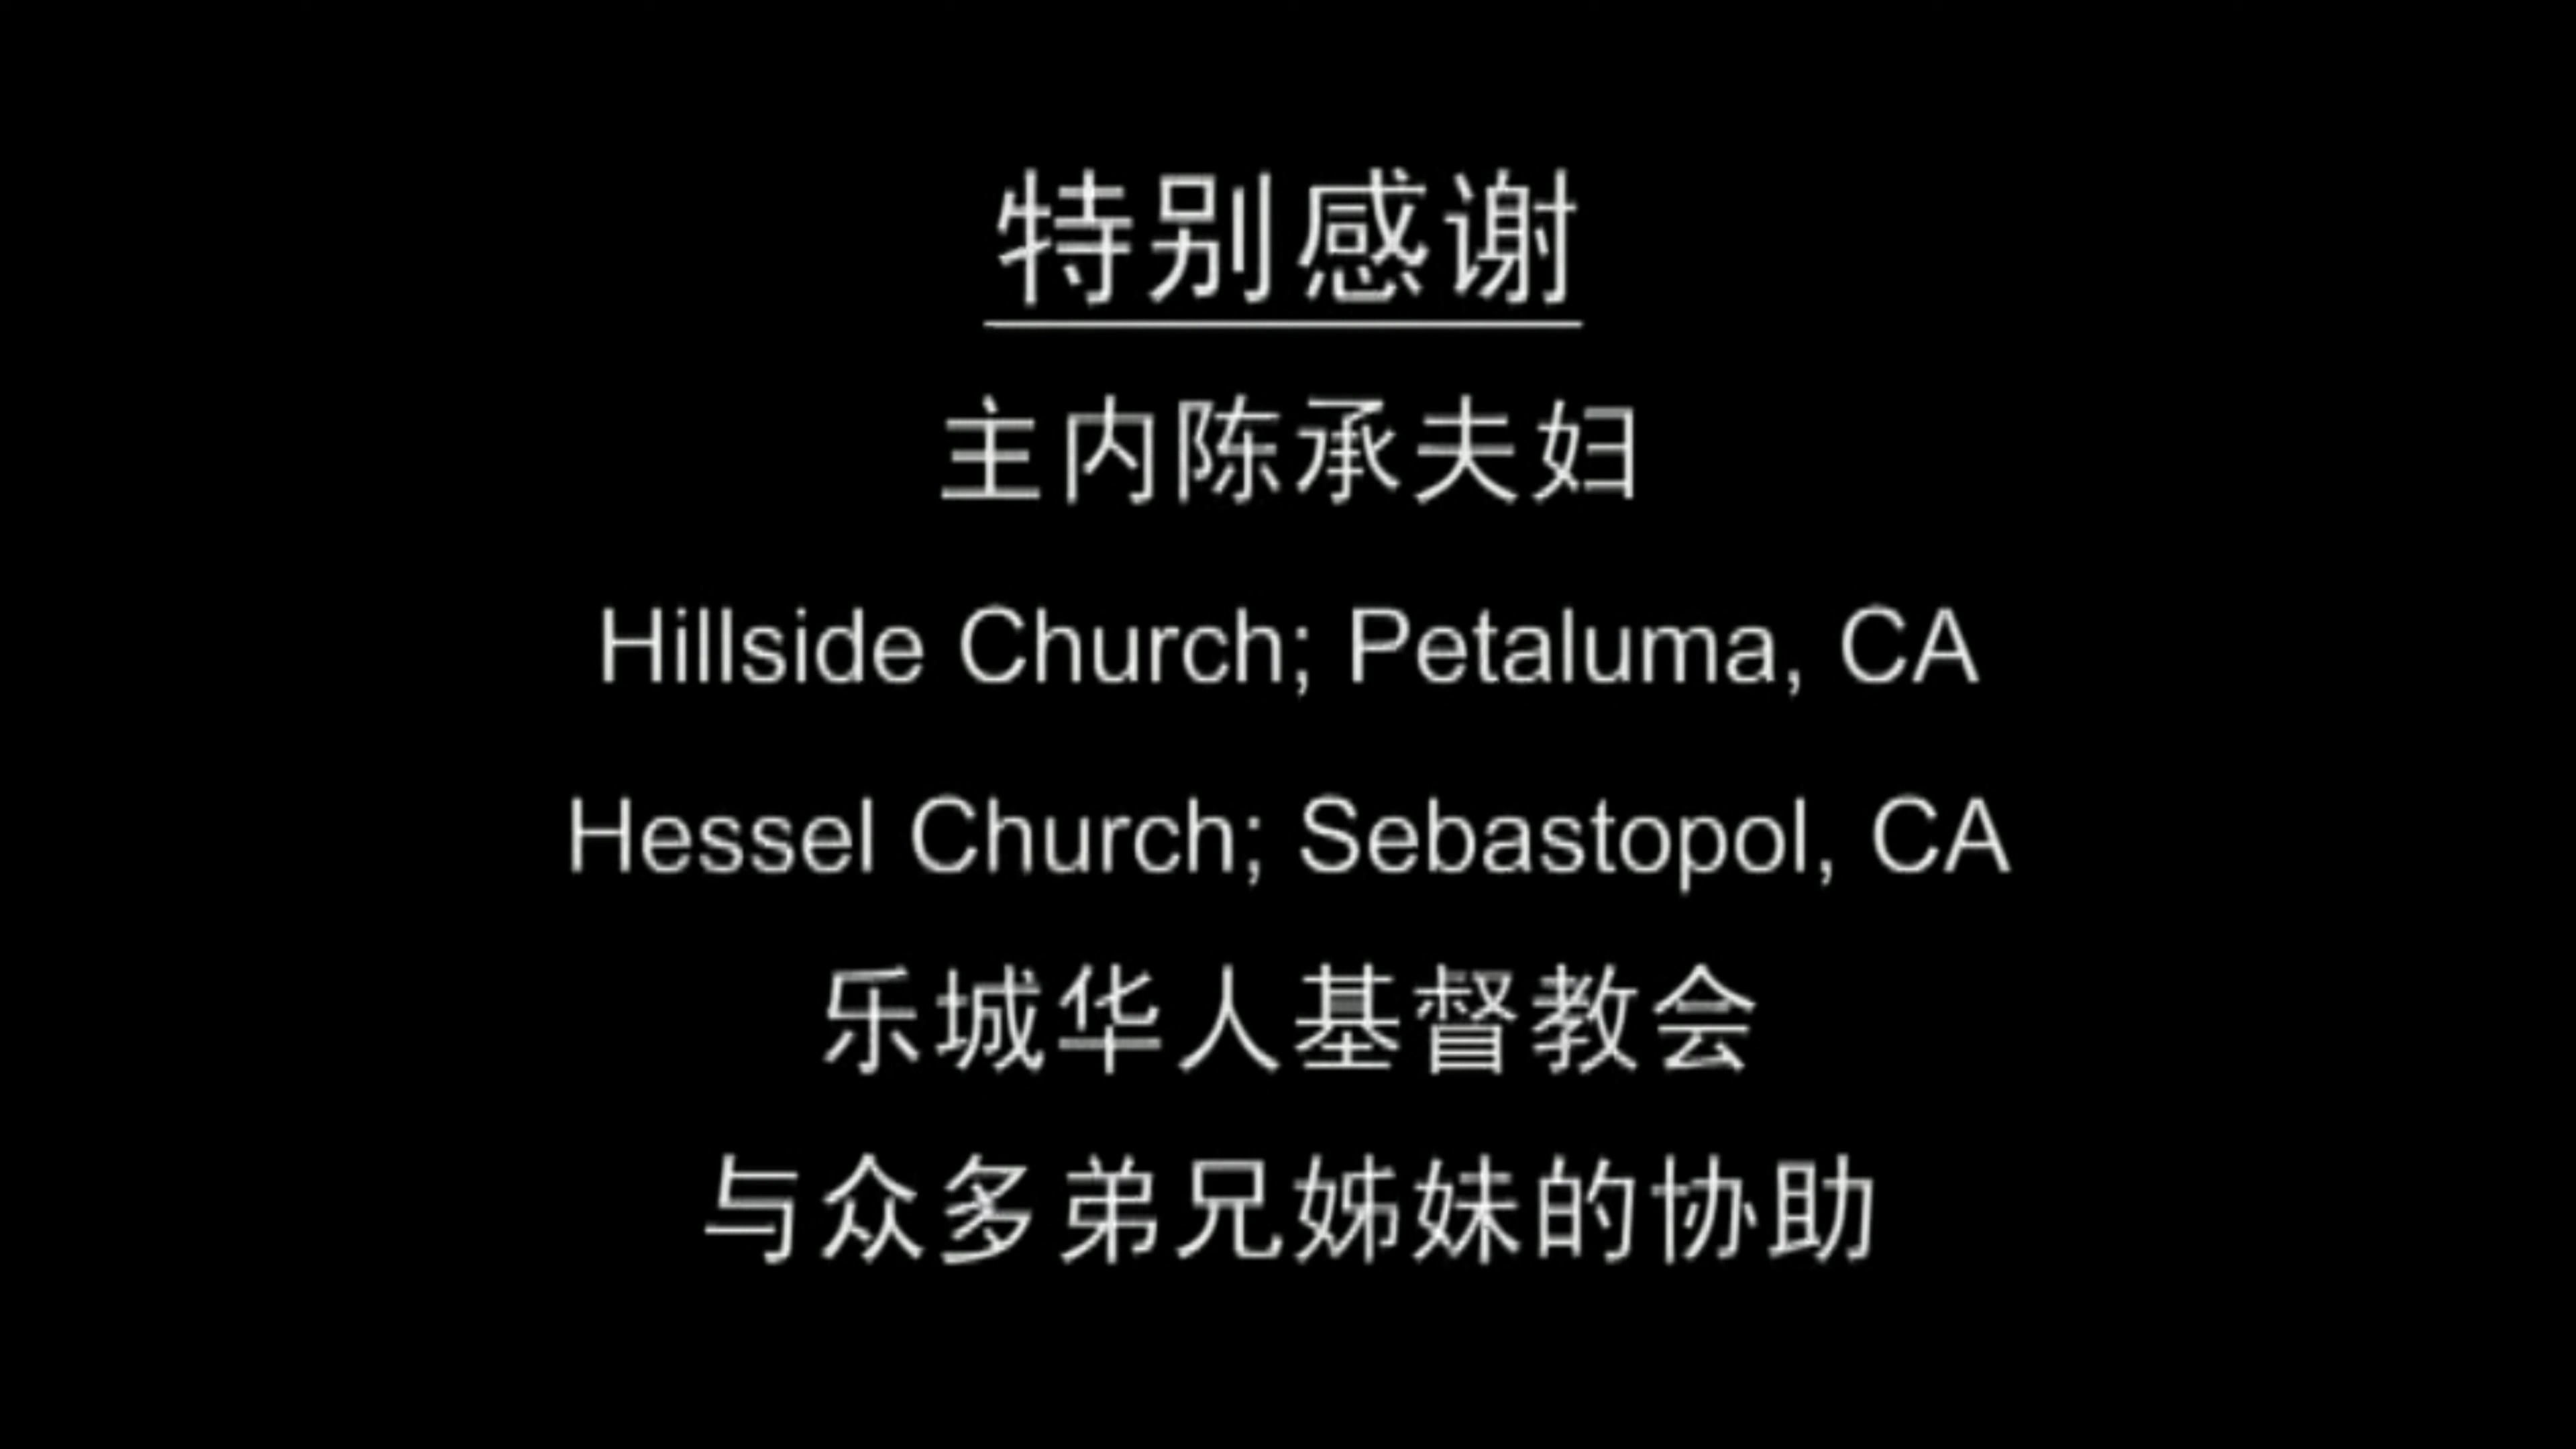 特别感谢
主内陈承夫妇
Hillside Church; Petaluma, CA
Hessel Church; Sebastopol, CA
乐城华人基督教会
与众多弟兄姊妹的协助